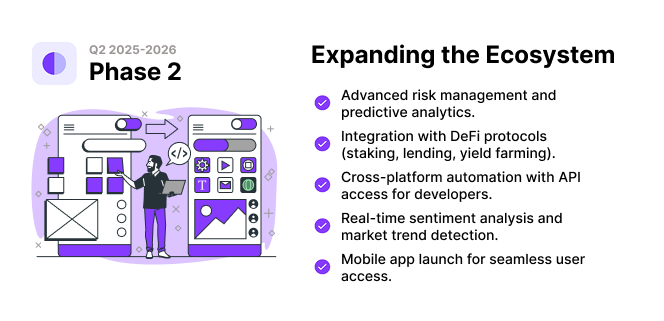 Q2 2025-2026
Phase 2
Expanding the Ecosystem
Advanced risk management and
predictive analytics.
Integration with DeFi protocols
(staking, lending, yield farming).
Cross-platform automation with API
access for developers.
Real-time sentiment analysis and
market trend detection.
Mobile app launch for seamless user
access.
</>
T